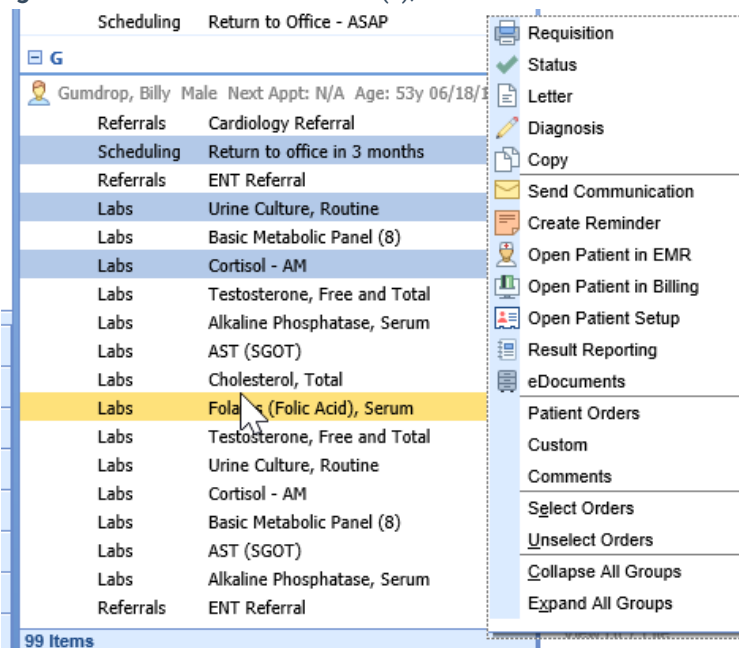 Scheduling Return to Office - ASAP
G
Gumdrop, Billy Male Next Appt: N/A Age: 53y 06/18/1
Referrals Cardiology Referral
Scheduling Return to office in 3 months
Referrals ENT Referral
Labs Urine Culture, Routine
Labs Basic Metabolic Panel (8)
Labs Cortisol - AM
Labs Testosterone, Free and Total
Labs Alkaline Phosphatase, Serum
Labs AST (SGOT)
Labs Cholesterol, Total
Labs (Folic Acid), Serum
Labs Testosterone, Free and Total
Labs Urine Culture, Routine
Labs Cortisol - AM
Labs Basic Metabolic Panel (8)
Labs AST (SGOT)
Labs Alkaline Phosphatase, Serum
Referrals ENT Referral
99 Items
Requisition
Status
Letter
Diagnosis
Copy
Send Communication
Create Reminder
Open Patient in EMR
Open Patient in Billing
Open Patient Setup
Result Reporting
eDocuments
Patient Orders
Custom
Comments
Select Orders
Unselect Orders
Collapse All Groups
Expand All Groups